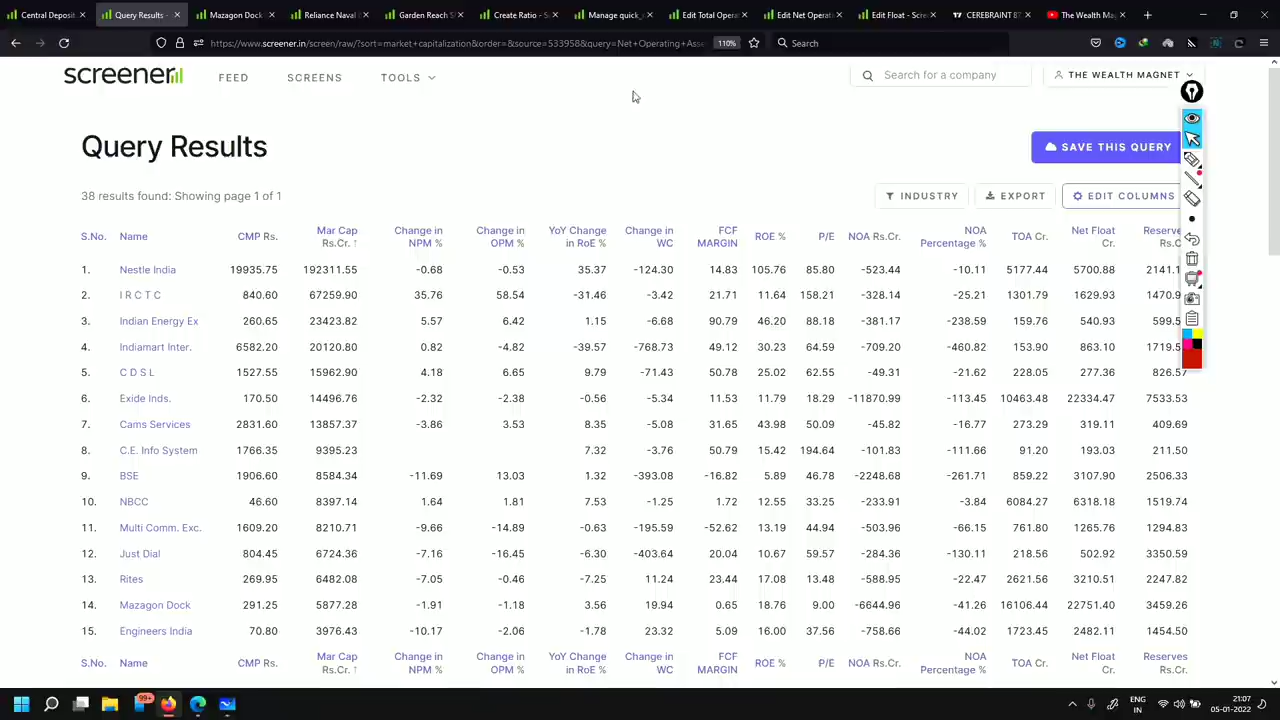 Central Deposit
Query Results -
Mazagon Dock
Reliance Nava
Garden Reach S
Create Ratio - S
Manage quick_
Edit Total Opera
Edit Net Operat
Edit Float - Scre
CEREBRAINT 8
The Wealth Mag
https://www.screener.in/screen/raw/?sort=market+capitalization&order=&source=533958&query=Net+Operating+Asse
110%
Search
screener
FEED
SCREENS
TOOLS
Search for a company
THE WEALTH MAGNET
Query Results
SAVE THIS QUERY
38 results found: Showing page 1 of 1
INDUSTRY
EXPORT
EDIT COLUMNS
S.No. Name CMP Rs. Mar Cap Rs.Cr. ↑ Change in NPM % Change in OPM % YoY Change in RoE % Change in WC FCF MARGIN ROE % P/E NOA Rs.Cr. NOA Percentage % TOA Cr. Net Float Cr. Reserves Rs.C
1. Nestle India 19935.75 192311.55 -0.68 -0.53 35.37 -124.30 14.83 105.76 85.80 -523.44 -10.11 5177.44 5700.88 2141.
2. I R C T C 840.60 67259.90 35.76 58.54 -31.46 -3.42 21.71 11.64 158.21 -328.14 -25.21 1301.79 1629.93 1470.
3. Indian Energy Ex 260.65 23423.82 5.57 6.42 1.15 -6.68 90.79 46.20 88.18 -381.17 -238.59 159.76 540.93 599.
4. Indiamart Inter. 6582.20 20120.80 0.82 -4.82 -39.57 -768.73 49.12 30.23 64.59 -709.20 -460.82 153.90 863.10 1719.
5. C D S L 1527.55 15962.90 4.18 6.65 9.79 -71.43 50.78 25.02 62.55 -49.31 -21.62 228.05 277.36 826.57
6. Exide Inds. 170.50 14496.76 -2.32 -2.38 -0.56 -5.34 11.53 11.79 18.29 -11870.99 -113.45 10463.48 22334.47 7533.53
7. Cams Services 2831.60 13857.37 -3.86 3.53 8.35 -5.08 31.65 43.98 50.09 -45.82 -16.77 273.29 319.11 409.69
8. C.E. Info System 1766.35 9395.23 7.32 -3.76 50.79 15.42 194.64 -101.83 -111.66 91.20 193.03 211.50
9. BSE 1906.60 8584.34 -11.69 13.03 1.32 -393.08 -16.82 5.89 46.78 -2248.68 -261.71 859.22 3107.90 2506.33
10. NBCC 46.60 8397.14 1.64 1.81 7.53 -1.25 1.72 12.55 33.25 -233.91 -3.84 6084.27 6318.18 1519.74
11. Multi Comm. Exc. 1609.20 8210.71 -9.66 -14.89 -0.63 -195.59 -52.62 13.19 44.94 -503.96 -66.15 761.80 1265.76 1294.83
12. Just Dial 804.45 6724.36 -7.16 -16.45 -6.30 -403.64 20.04 10.67 59.57 -284.36 -130.11 218.56 502.92 3350.59
13. Rites 269.95 6482.08 -7.05 -0.46 -7.25 11.24 23.44 17.08 13.48 -588.95 -22.47 2621.56 3210.51 2247.82
14. Mazagon Dock 291.25 5877.28 -1.91 -1.18 3.56 19.94 0.65 18.76 9.00 -6644.96 -41.26 16106.44 22751.40 3459.26
15. Engineers India 70.80 3976.43 -10.17 -2.06 -1.78 23.32 5.09 16.00 37.56 -758.66 -44.02 1723.45 2482.11 1454.50
S.No. Name CMP Rs. Mar Cap Rs.Cr. ↑ Change in NPM % Change in OPM % YoY Change in RoE % Change in WC FCF MARGIN ROE % P/E NOA Rs.Cr. NOA Percentage % TOA Cr. Net Float Cr. Reserves Rs.Cr.
99+
ENG
IN
21:07
05-01-2022